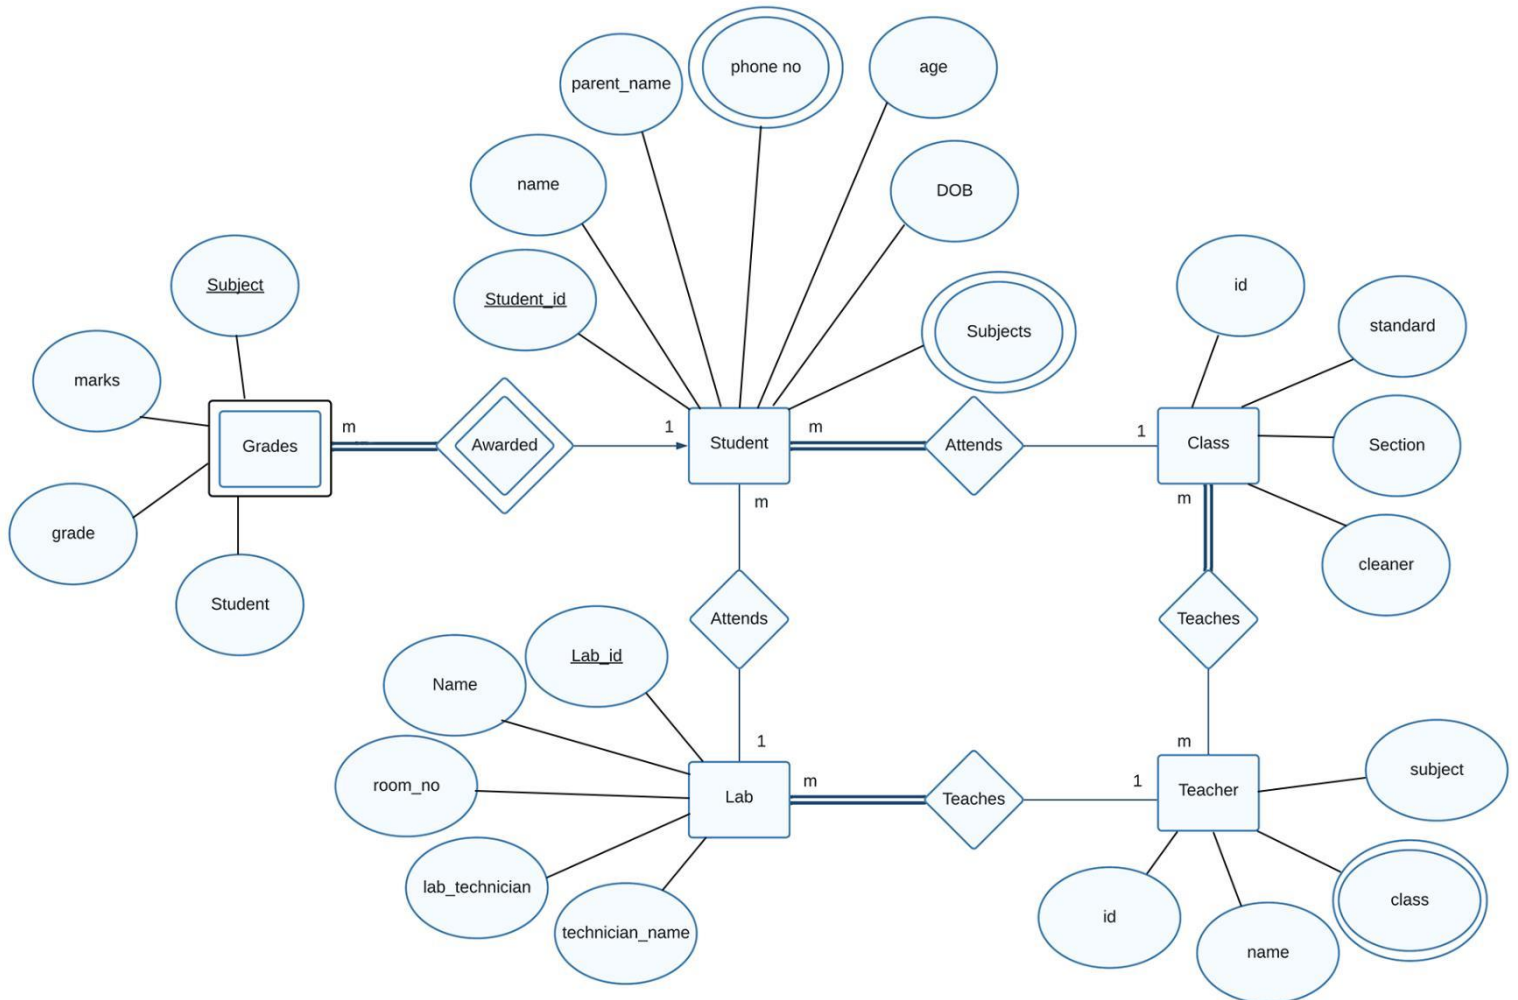 parent_name
phone no
age
name
DOB
Student_id
Subjects
Subject
id
standard
marks
Grades
m
Awarded
1
Student
m
Attends
1
Class
Section
grade
Student
m
m
cleaner
Attends
Teaches
Name
Lab_id
room_no
1
m
Lab
m
Teaches
1
Teacher
subject
lab_technician
technician_name
id
name
class